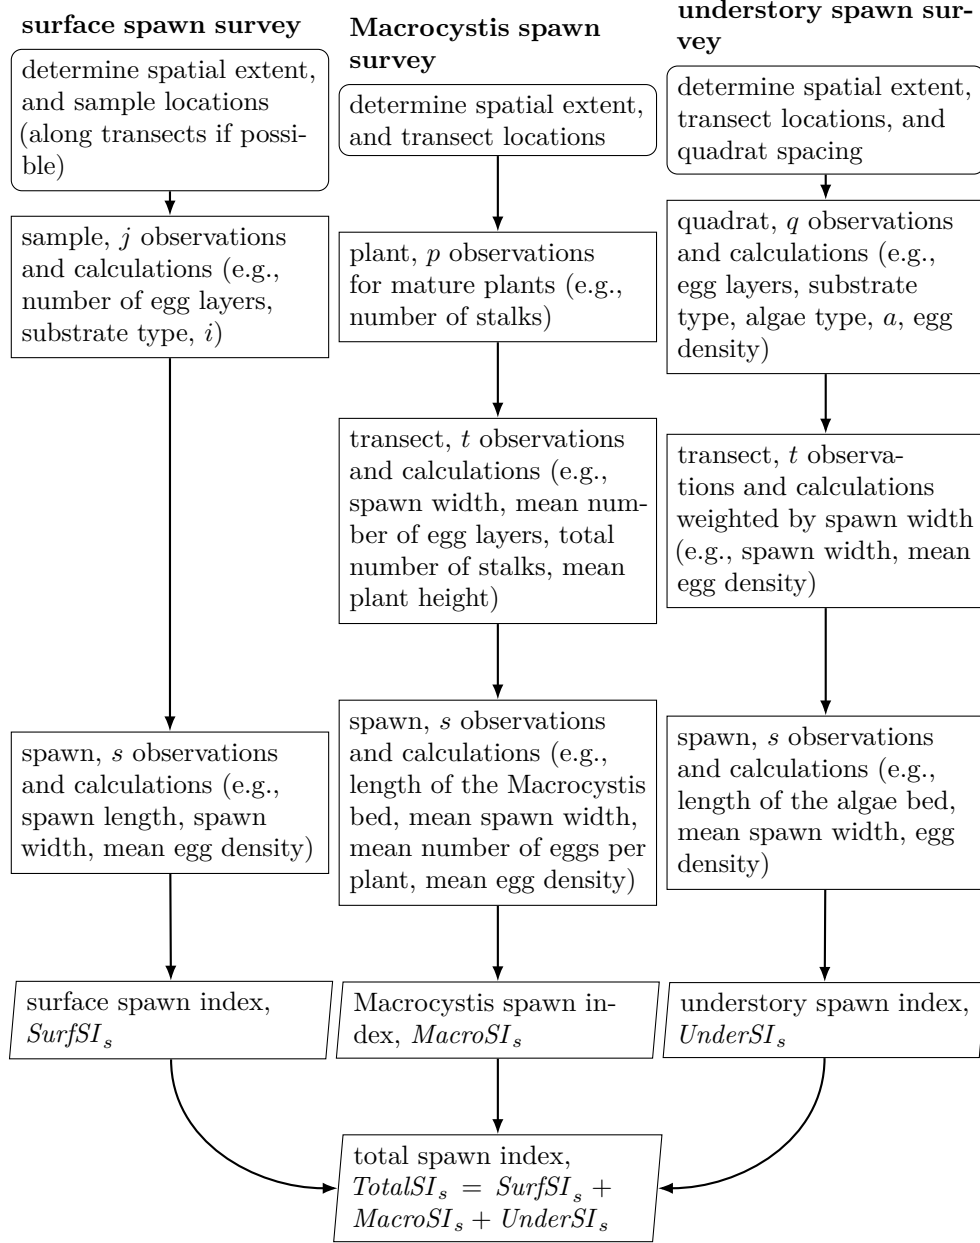 surface spawn survey
determine spatial extent,
and sample locations
(along transects if possi-
ble)
sample, j observations
and calculations (e.g.,
number of egg layers,
substrate type, i)
spawn, s observations
and calculations (e.g.,
spawn length, spawn
width, mean egg density)
surface spawn index,
SurfSI_s
Macrocystis spawn
survey
determine spatial extent,
and transect locations
plant, p observations
for mature plants (e.g.,
number of stalks)
transect, t observations
and calculations (e.g.,
spawn width, mean num-
ber of egg layers, total
number of stalks, mean
plant height)
spawn, s observations
and calculations (e.g.,
length of the Macrocystis
bed, mean spawn width,
mean number of eggs per
plant, mean egg density)
Macrocystis spawn in-
dex, MacroSI_s
understory spawn sur-
vey
determine spatial extent,
transect locations, and
quadrat spacing
quadrat, q observations
and calculations (e.g.,
egg layers, substrate
type, algae type, a, egg
density)
transect, t observa-
tions and calculations
weighted by spawn width
(e.g., spawn width, mean
egg density)
spawn, s observations
and calculations (e.g.,
length of the algae bed,
mean spawn width, egg
density)
understory spawn index,
UnderSI_s
total spawn index,
TotalSI_s = SurfSI_s +
MacroSI_s + UnderSI_s